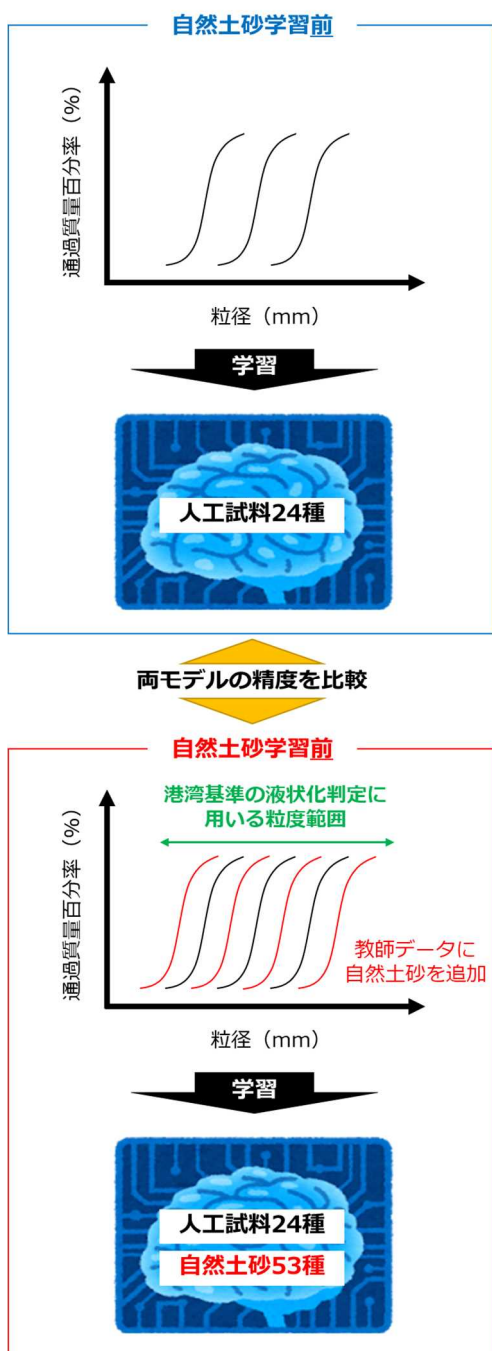 自然土砂学習前
通過質量百分率（%）
粒径（mm）
学習
人工試料24種
両モデルの精度を比較
自然土砂学習前
港湾基準の液状化判定に
用いる粒度範囲
通過質量百分率（%）
教師データに
自然土砂を追加
粒径（mm）
学習
人工試料24種
自然土砂53種